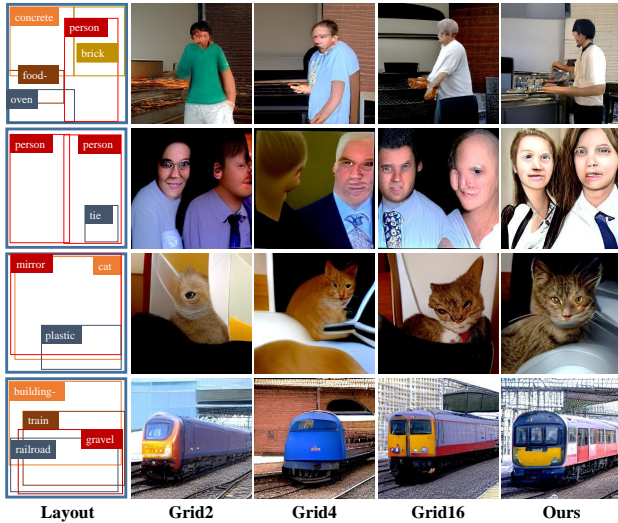 concrete
person
brick
food-
oven
person person
tie
mirror cat
plastic
building-
train
gravel
railroad
Layout Grid2 Grid4 Grid16 Ours